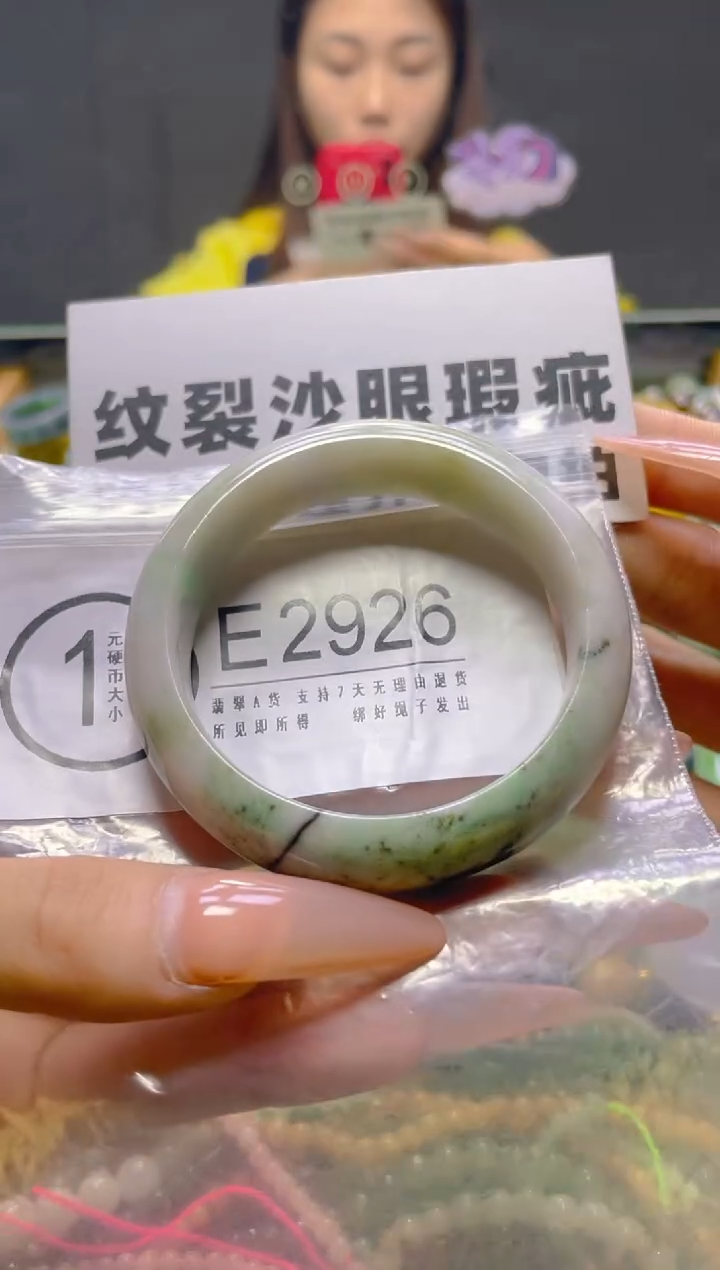 纹裂沙眼瑕疵
拍
1
元硬币大小
E2926
翡翠A货 支持7天无理由退货
所见即所得 绑好绳子发出